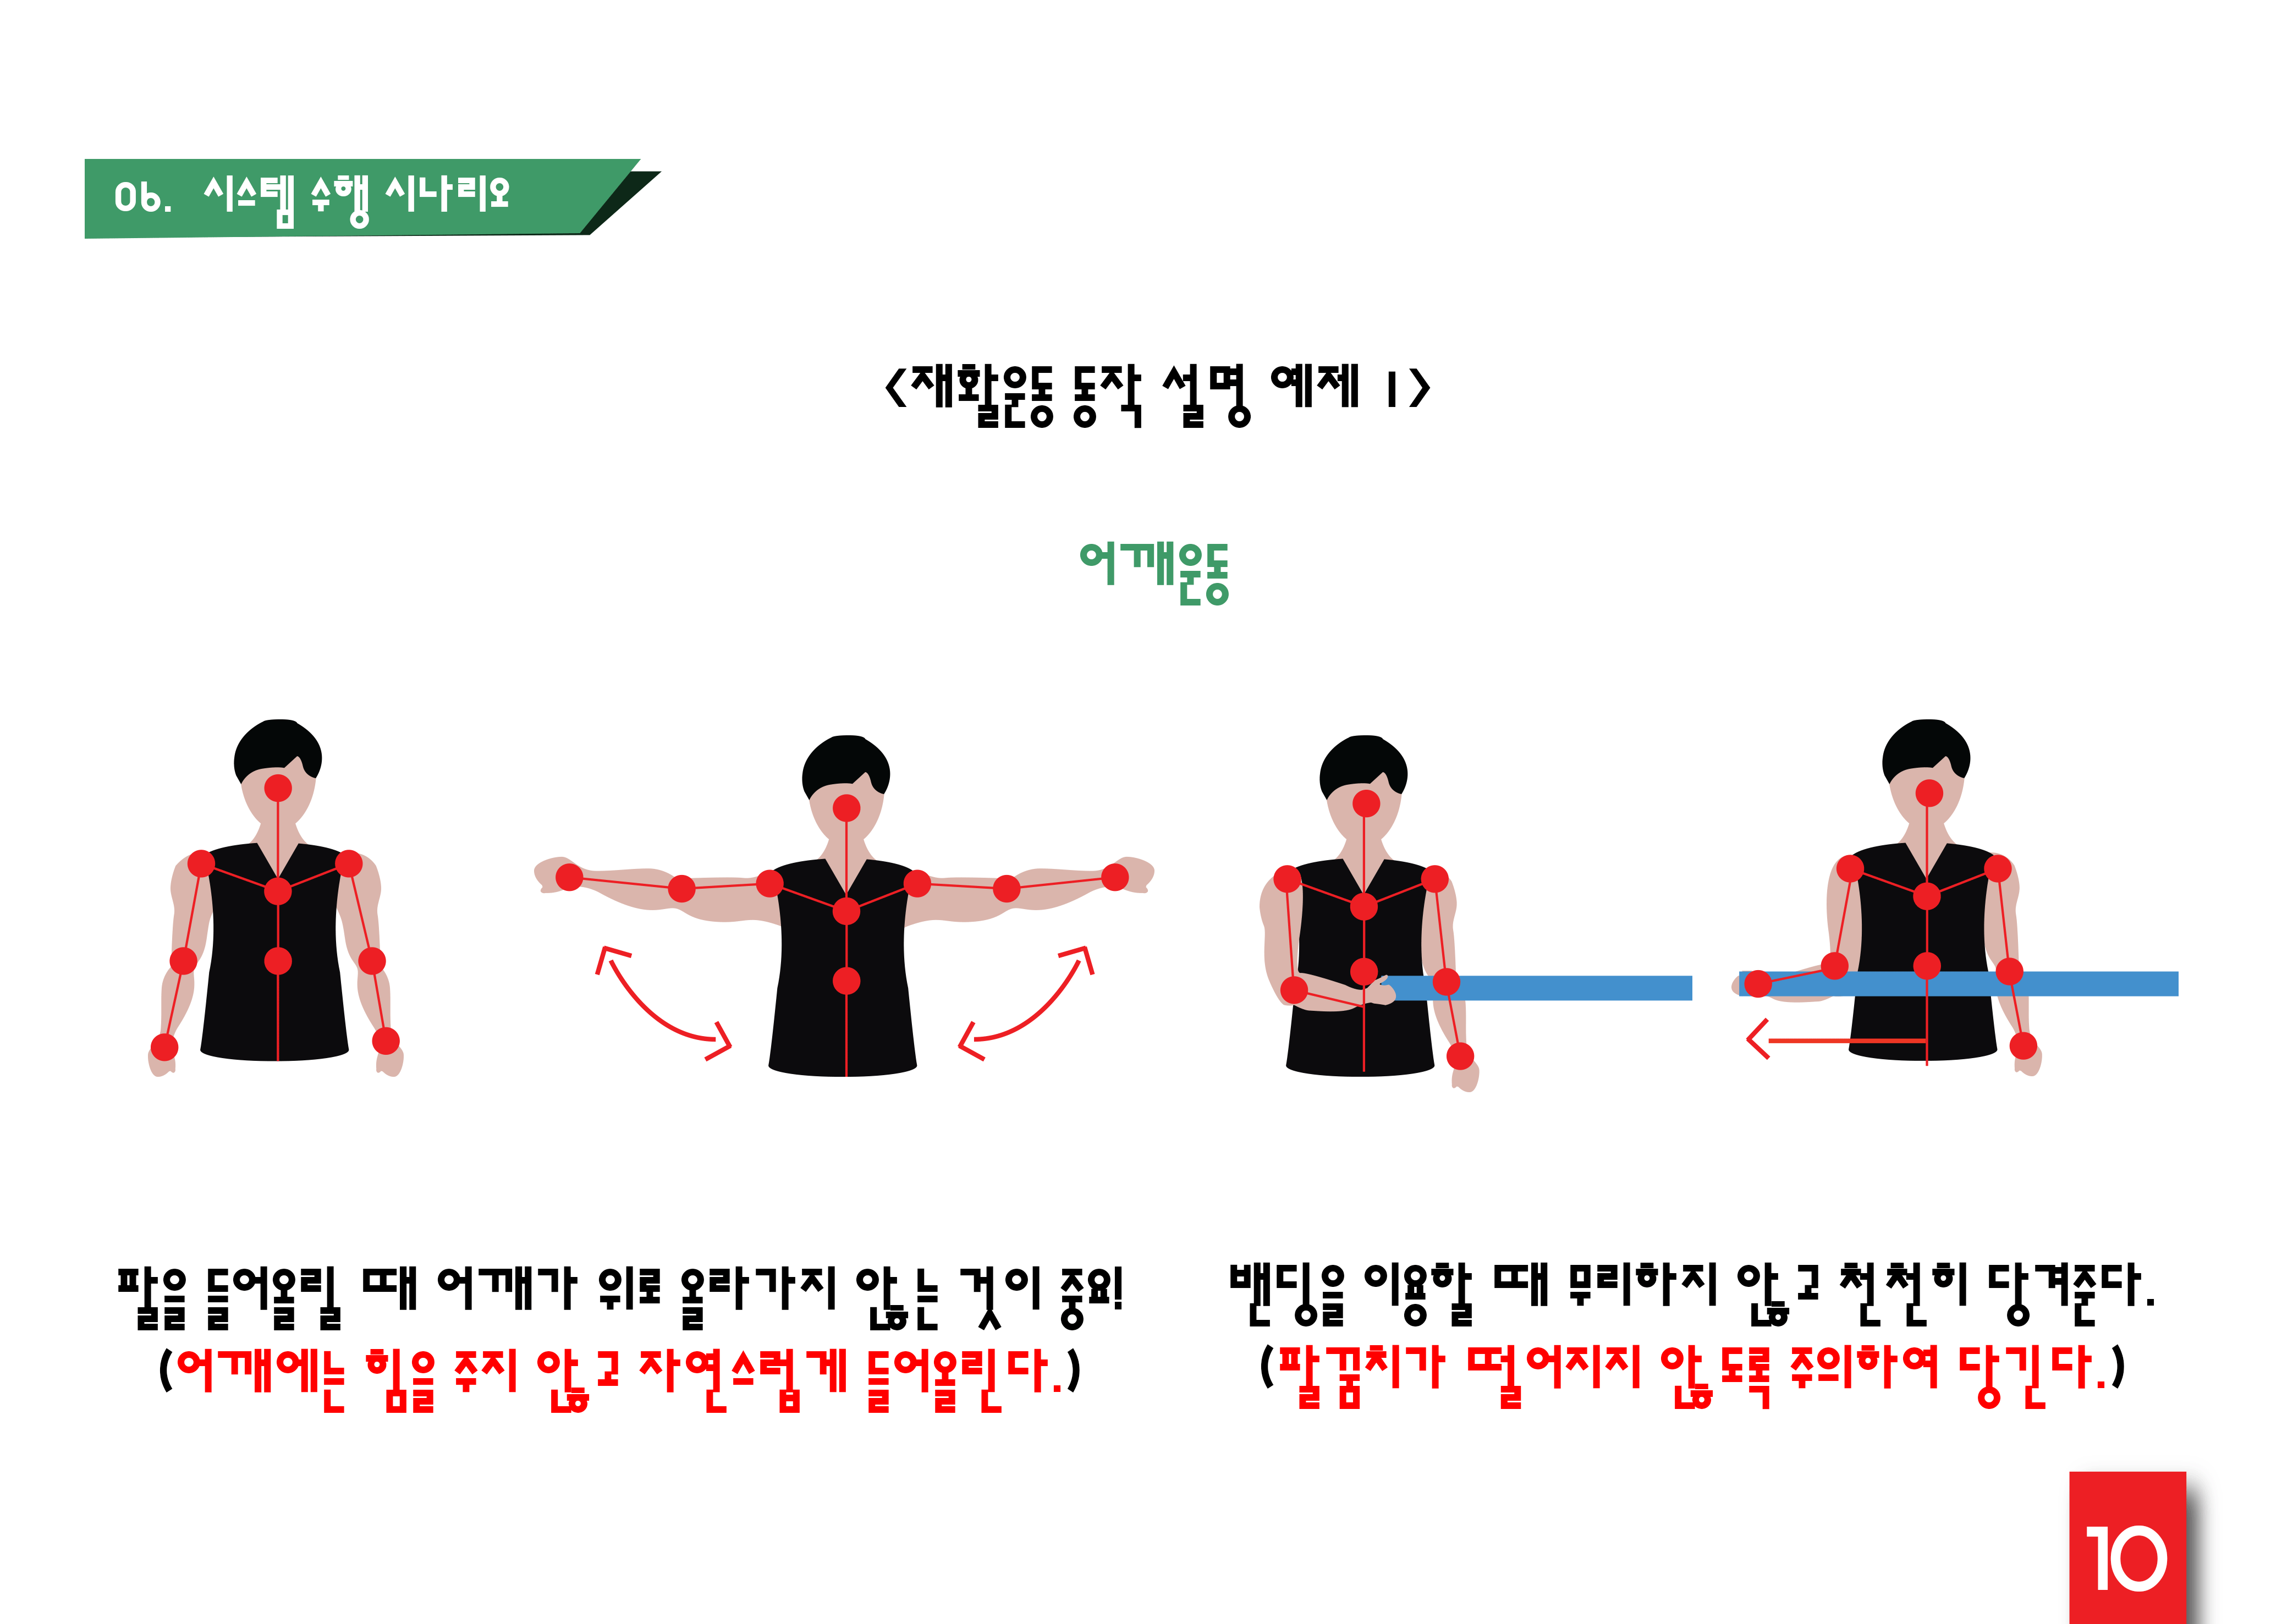 06. 시스템 수행 시나리오
<재활운동 동작 설명 예제 1>
어깨운동
팔을 들어올릴 때 어깨가 위로 올라가지 않는 것이 중요!
(어깨에는 힘을 주지 않고 자연스럽게 들어올린다.)
밴딩을 이용할 때 무리하지 않고 천천히 당겨준다.
(팔꿈치가 떨어지지 않도록 주의하여 당긴다.)
10